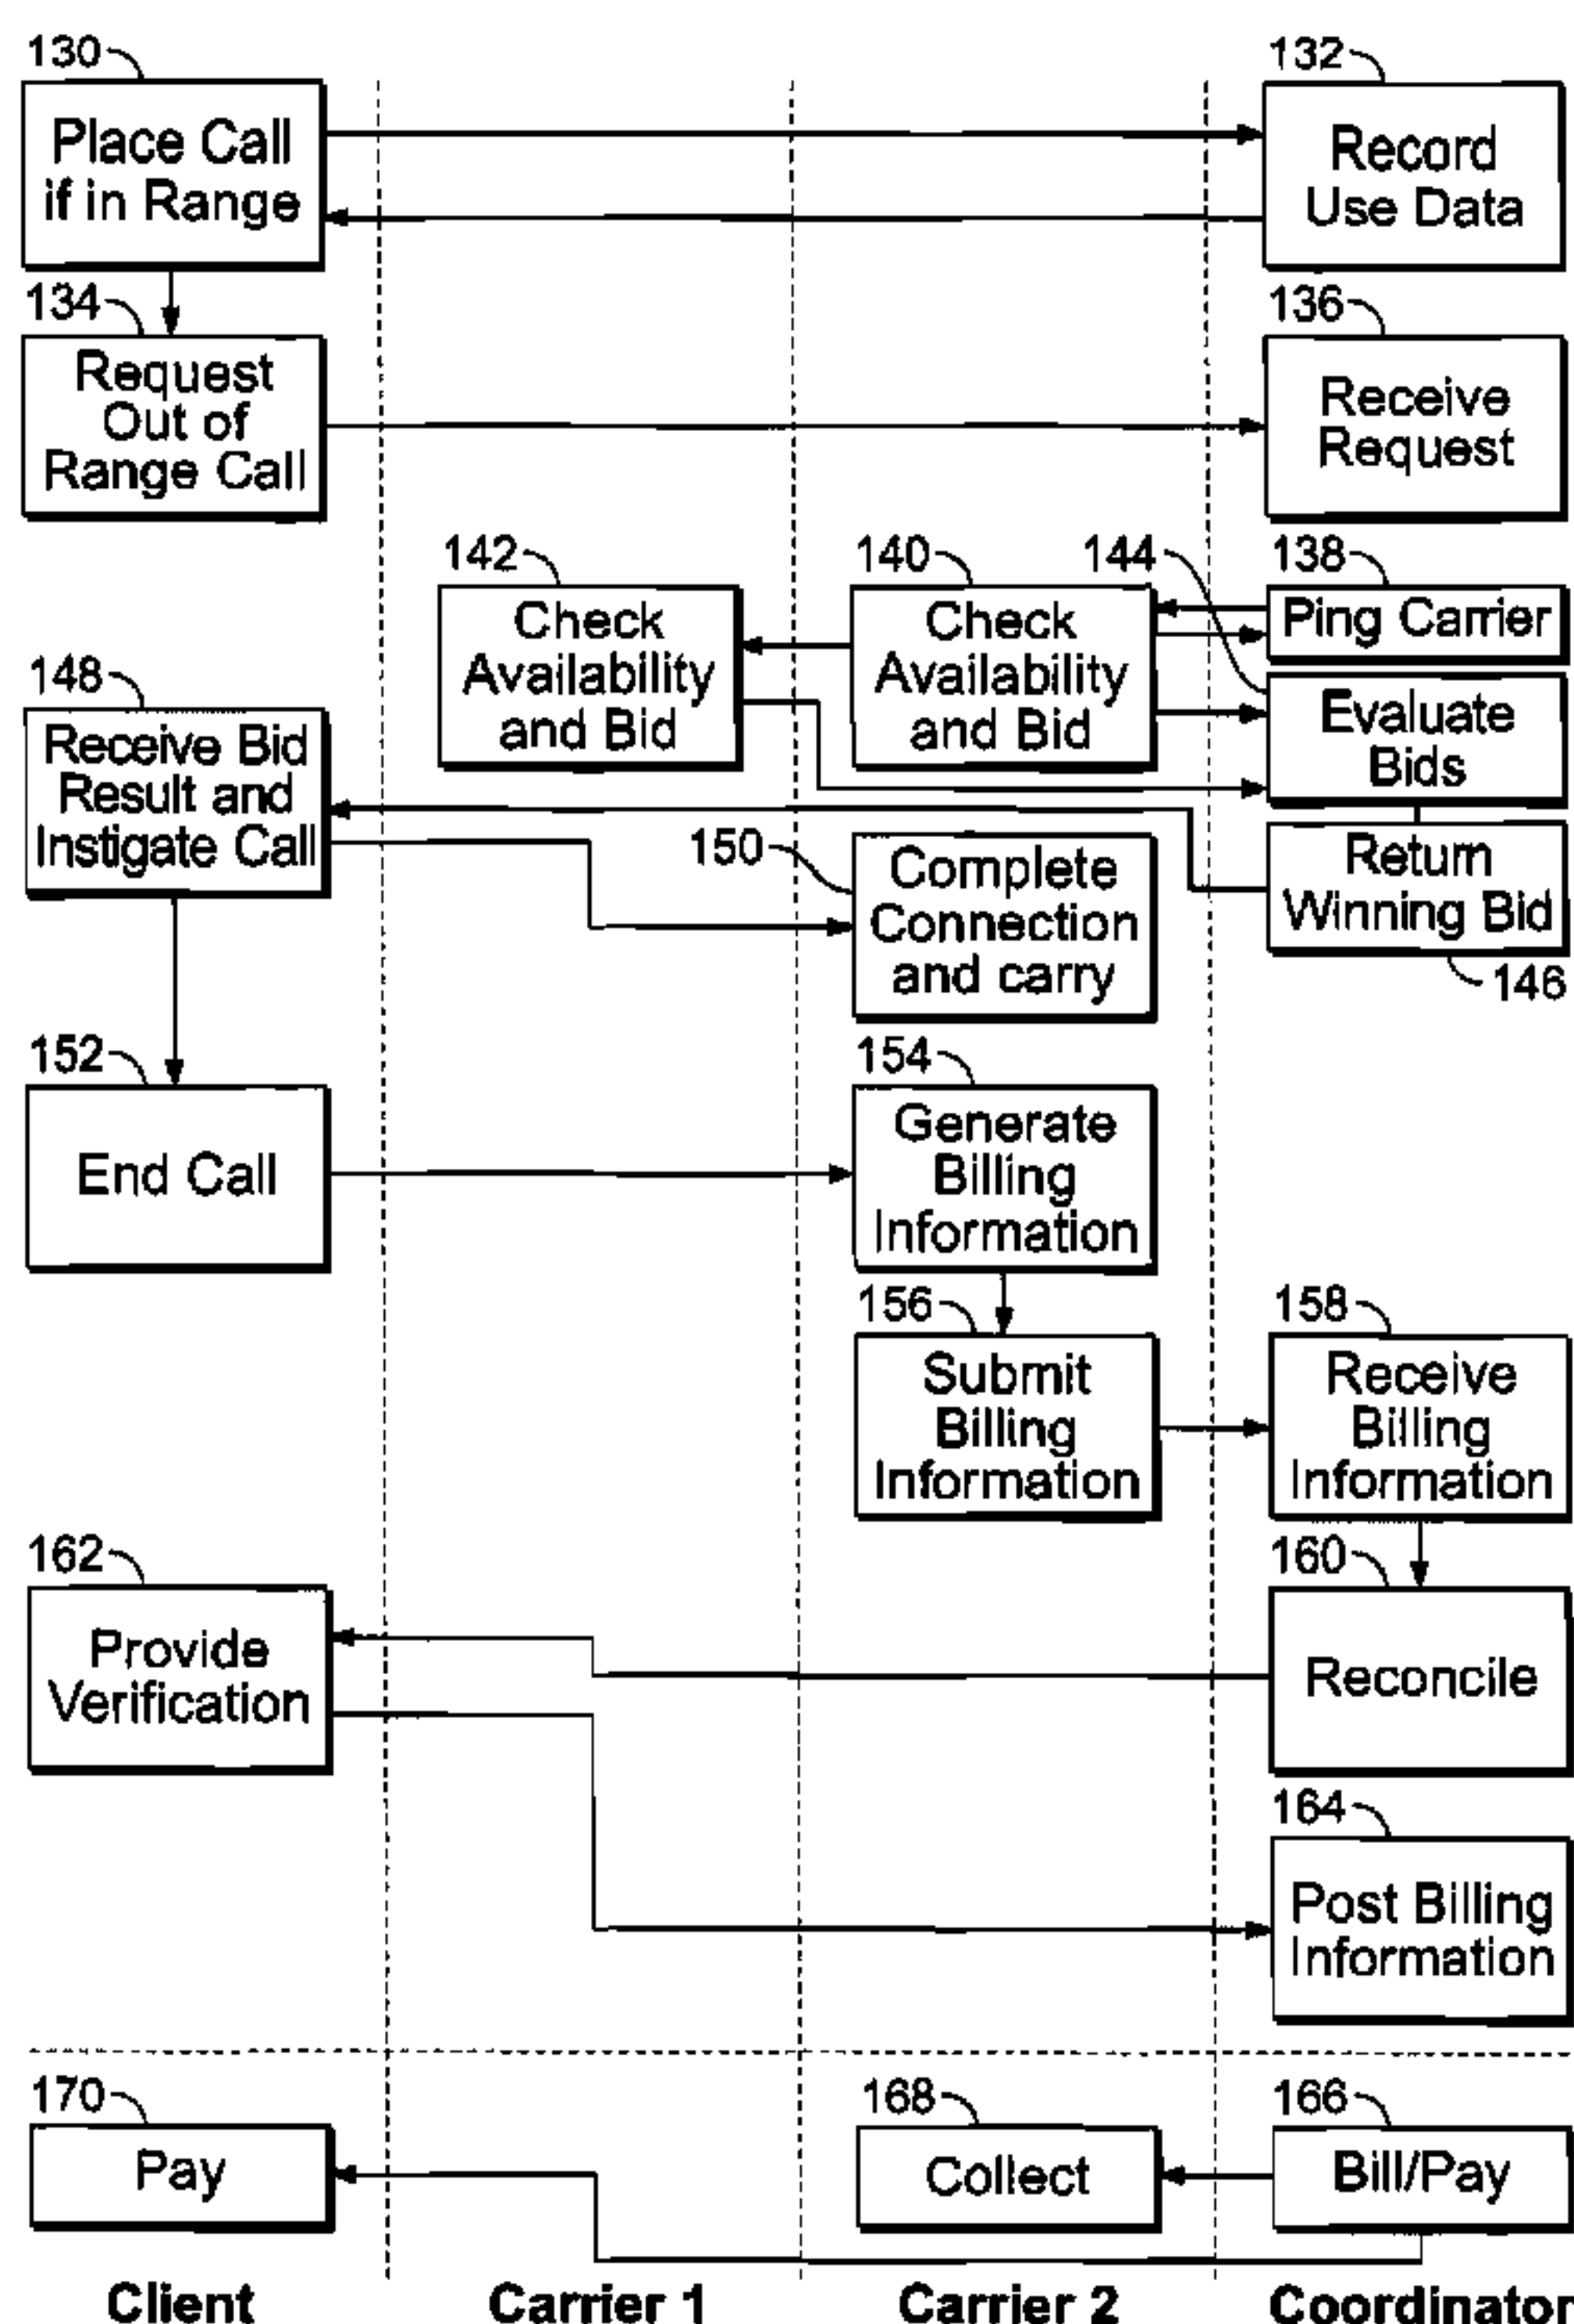 130
132
Place Call
if in Range
Record
Use Data
134
136
Request
Out of
Range Call
Receive
Request
142
140
144
138
Check
Availability
and Bid
Check
Availability
and Bid
Ping Carrier
148
Receive Bid
Result and
Instigate Call
Evaluate
Bids
150
Complete
Connection
and carry
Return
Winning Bid
146
152
154
End Call
Generate
Billing
Information
156
158
Submit
Billing
Information
Receive
Billing
Information
162
160
Provide
Verification
Reconcile
164
Post Billing
Information
170
168
166
Pay
Collect
Bill/Pay
Client
Carrier 1
Carrier 2
Coordinator